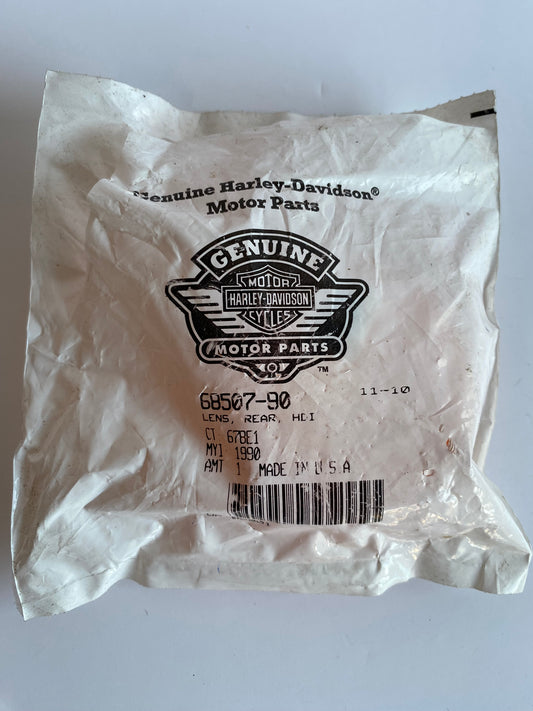 Genuine Harley-Davidson®
Motor Parts
GENUINE
MOTOR
HARLEY-DAVIDSON
CYCLES
MOTOR PARTS
TM
68507-90 11-10
LENS, REAR, HDI
CT 678E1
MYI 1990
AMT 1 MADE IN U.S.A